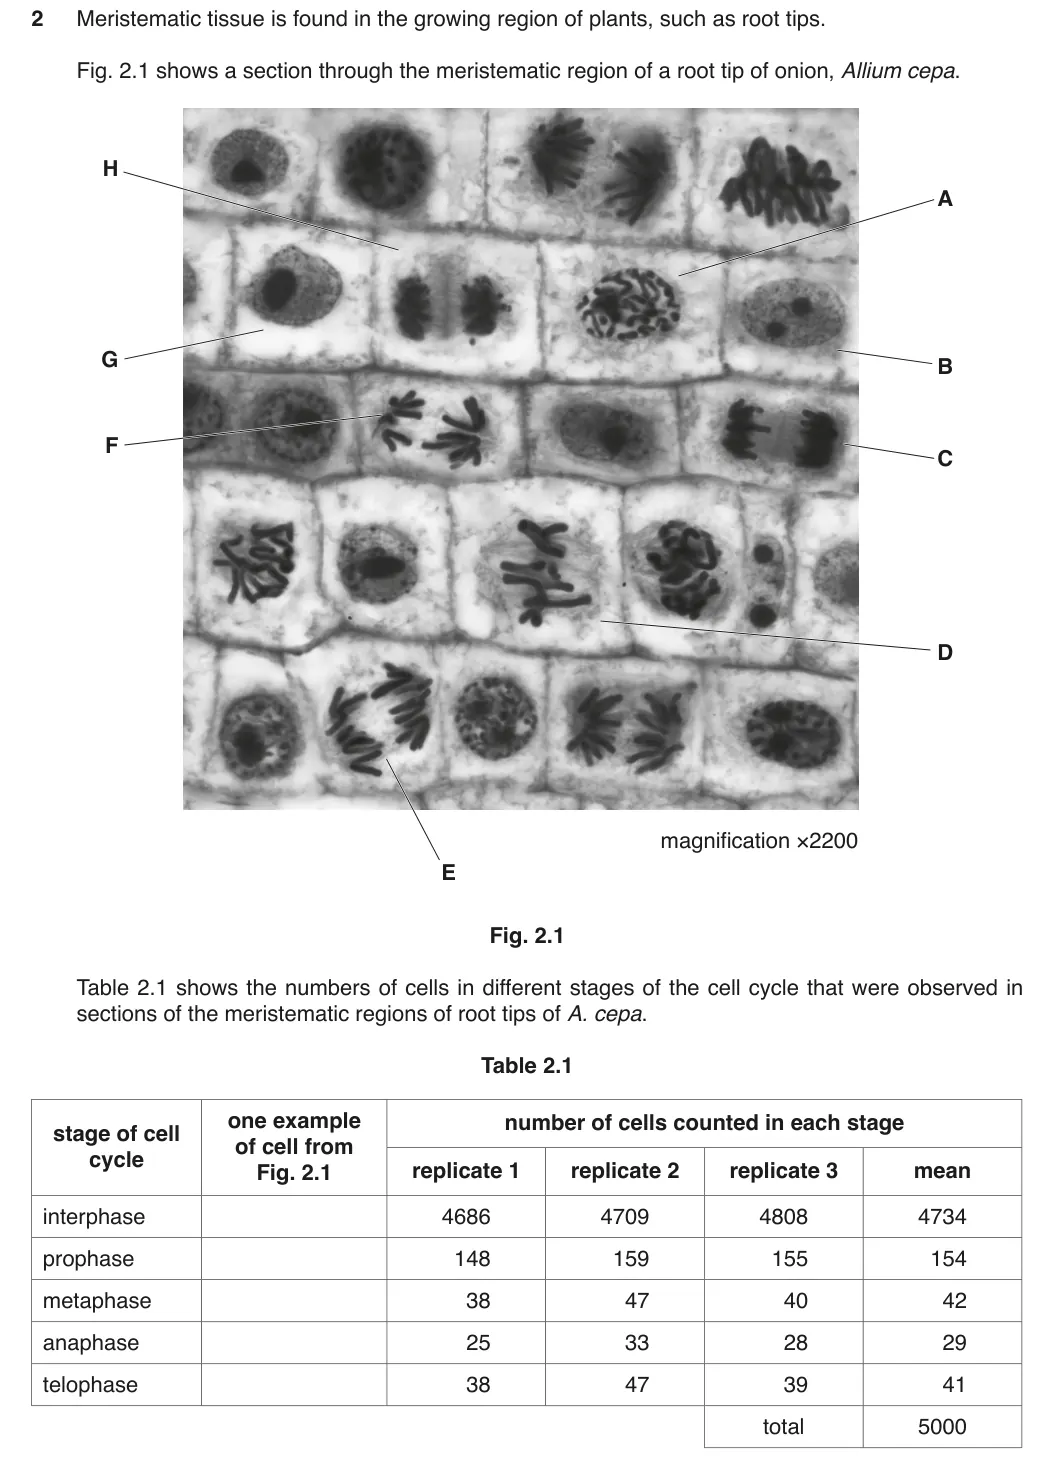 2 Meristematic tissue is found in the growing region of plants, such as root tips.
Fig. 2.1 shows a section through the meristematic region of a root tip of onion, Allium cepa.
H
A
G
B
F
C
D
E
magnification ×2200
Fig. 2.1
Table 2.1 shows the numbers of cells in different stages of the cell cycle that were observed in
sections of the meristematic regions of root tips of A. cepa.
Table 2.1
stage of cell
cycle
one example
of cell from
Fig. 2.1
number of cells counted in each stage
replicate 1 replicate 2 replicate 3 mean
interphase 4686 4709 4808 4734
prophase 148 159 155 154
metaphase 38 47 40 42
anaphase 25 33 28 29
telophase 38 47 39 41
total 5000